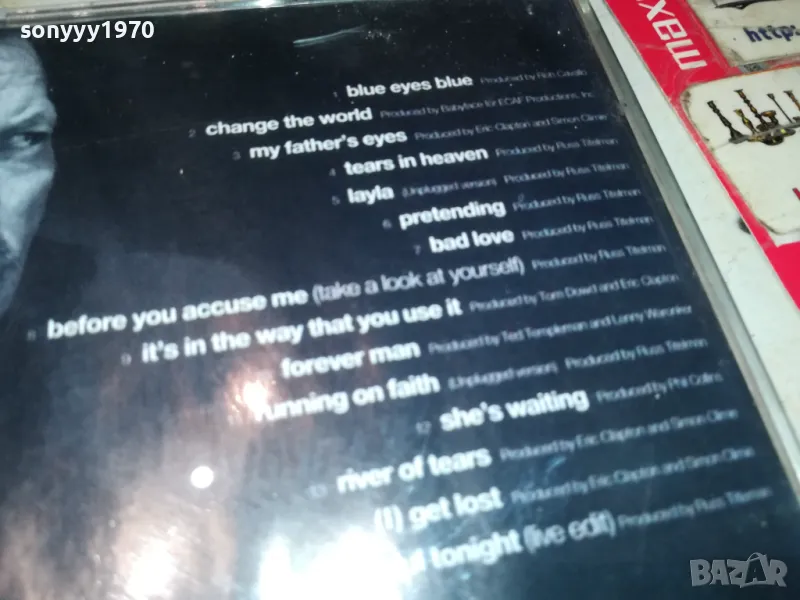 sonyyy1970
1 blue eyes blue Produced by Rob Cavallo
2 change the world Produced by Babyface for ECAF Productions, Inc.
3 my father's eyes Produced by Eric Clapton and Simon Climie
4 tears in heaven Produced by Russ Titelman
5 layla (Unplugged version) Produced by Russ Titelman
6 pretending Produced by Russ Titelman
7 bad love Produced by Russ Titelman
8 before you accuse me (take a look at yourself) Produced by Russ Titelman
9 it's in the way that you use it Produced by Tom Dowd and Eric Clapton
forever man Produced by Ted Templeman and Lenny Waronker
11 running on faith (Unplugged version) Produced by Russ Titelman
12 she's waiting Produced by Phil Collins
13 river of tears Produced by Eric Clapton and Simon Climie
(I) get lost Produced by Eric Clapton and Simon Climie
tonight (live edit) Produced by Russ Titelman
maxell
http:
BAZAR